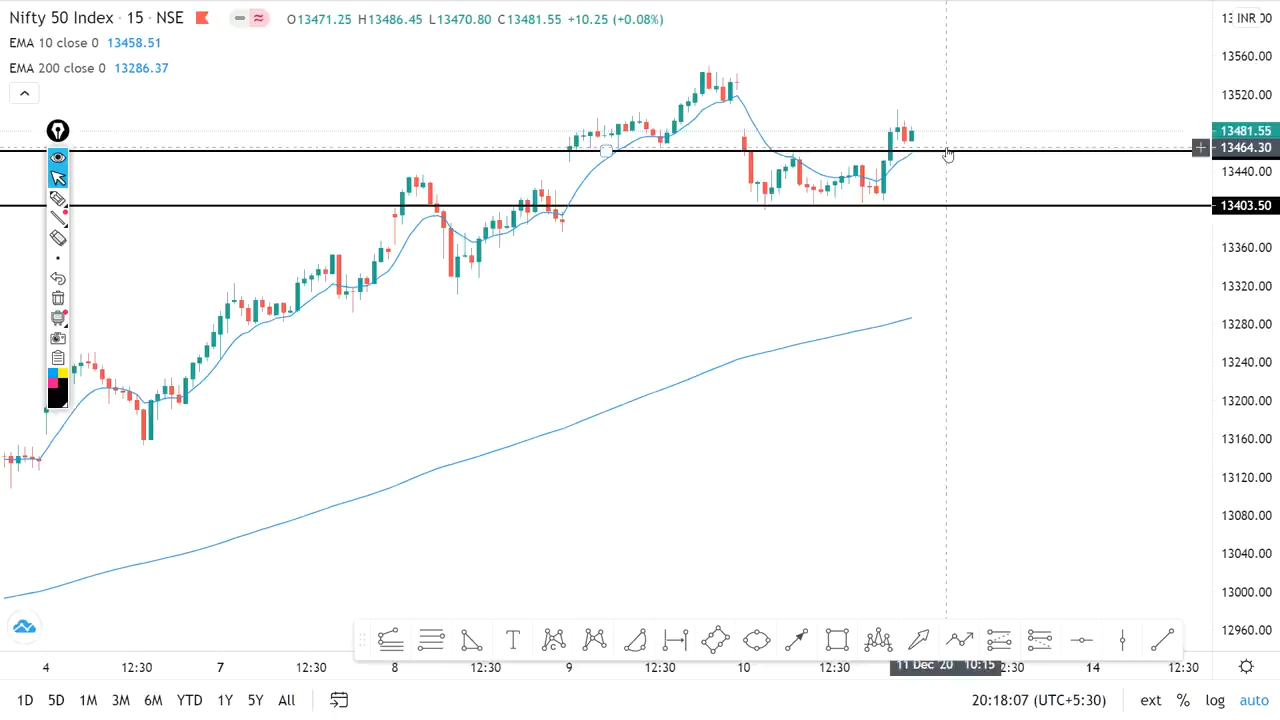 Nifty 50 Index · 15 · NSE O13471.25 H13486.45 L13470.80 C13481.55 +10.25 (+0.08%)
EMA 10 close 0 13458.51
EMA 200 close 0 13286.37
INR
13560.00
13520.00
13481.55
13464.30
13440.00
13403.50
13360.00
13320.00
13280.00
13240.00
13200.00
13160.00
13120.00
13080.00
13040.00
13000.00
12960.00
T
4 12:30 7 12:30 8 12:30 9 12:30 10 12:30 11 Dec '20 10:15 2:30 14 12:30
1D 5D 1M 3M 6M YTD 1Y 5Y All 20:18:07 (UTC+5:30) ext % log auto